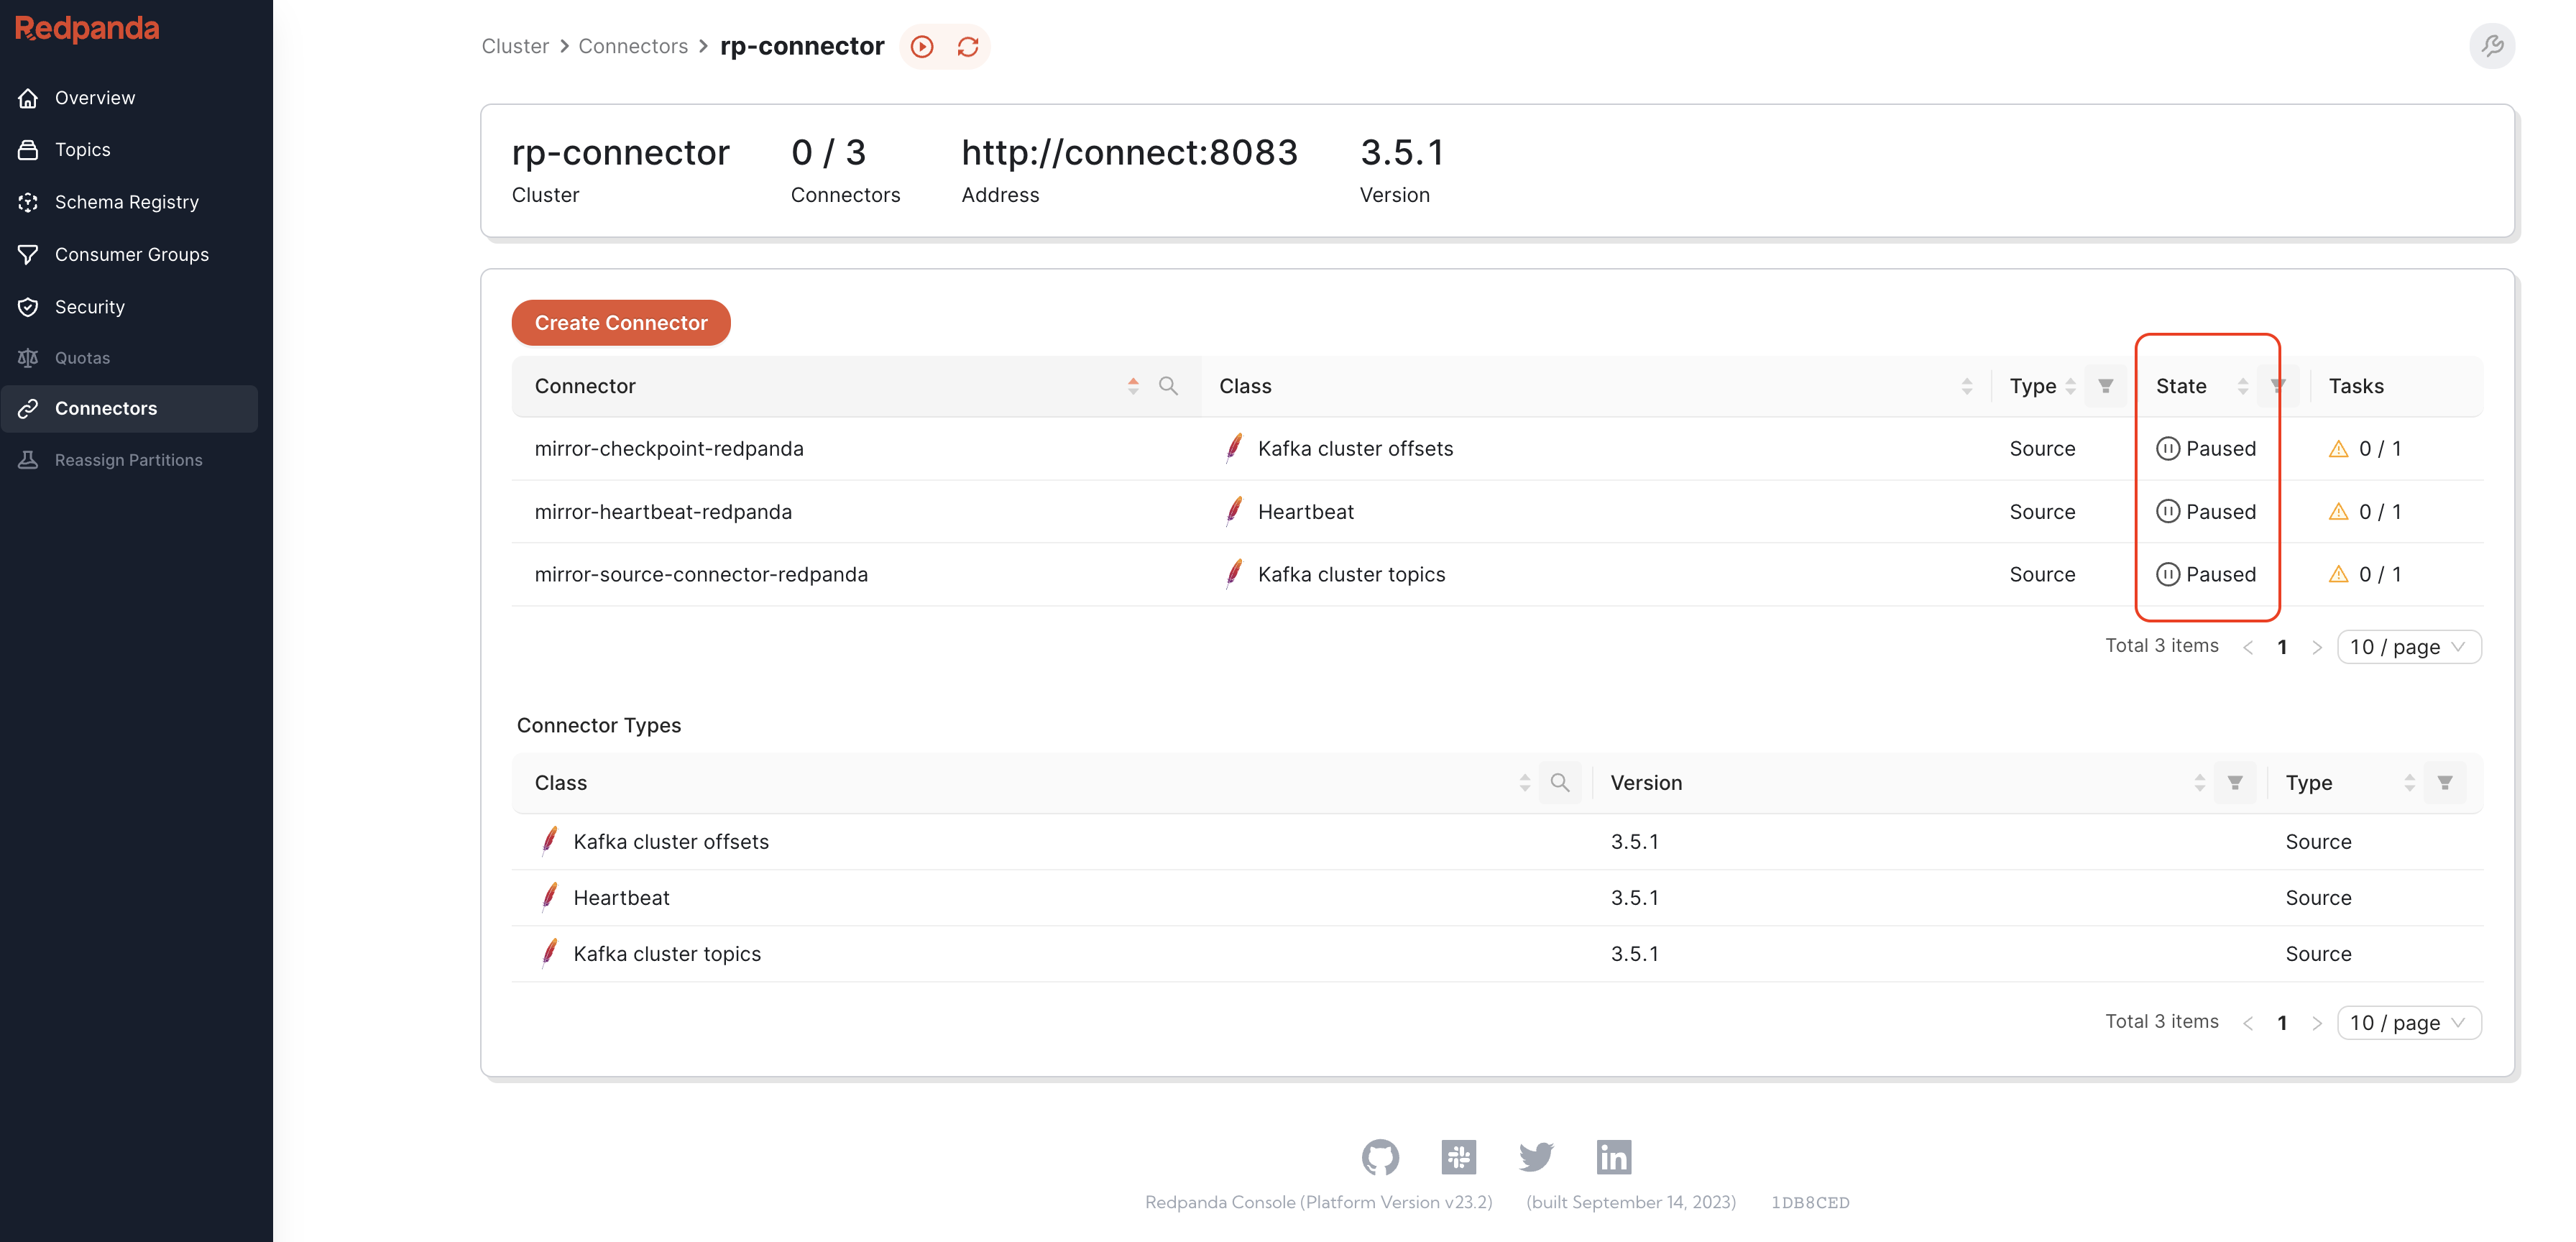 Redpanda
Overview
Topics
Schema Registry
Consumer Groups
Security
Quotas
Connectors
Reassign Partitions
Cluster > Connectors > rp-connector
rp-connector 0 / 3 http://connect:8083 3.5.1
Cluster Connectors Address Version
Create Connector
Connector Class Type State Tasks
mirror-checkpoint-redpanda Kafka cluster offsets Source Paused 0 / 1
mirror-heartbeat-redpanda Heartbeat Source Paused 0 / 1
mirror-source-connector-redpanda Kafka cluster topics Source Paused 0 / 1
Total 3 items < 1 > 10 / page
Connector Types
Class Version Type
Kafka cluster offsets 3.5.1 Source
Heartbeat 3.5.1 Source
Kafka cluster topics 3.5.1 Source
Total 3 items < 1 > 10 / page
in
Redpanda Console (Platform Version v23.2) (built September 14, 2023) 1DB8CED